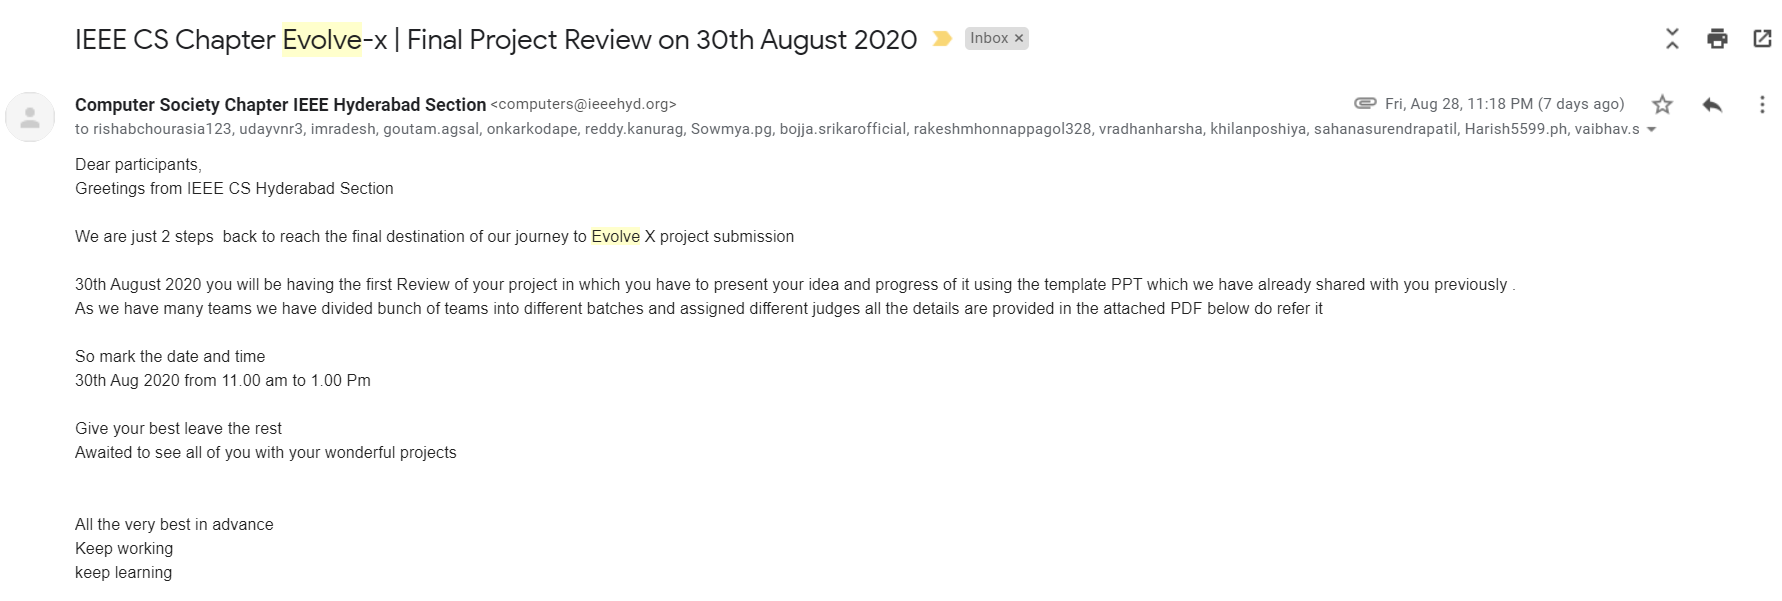 IEEE CS Chapter Evolve-x | Final Project Review on 30th August 2020 Inbox ×
Computer Society Chapter IEEE Hyderabad Section <computers@ieeehyd.org> Fri, Aug 28, 11:18 PM (7 days ago)
to rishabchourasia123, udayvnr3, imradesh, goutam.agsal, onkarkodape, reddy.kanurag, Sowmya.pg, bojja.srikarofficial, rakeshmhonnappagol328, vradhanharsha, khilanposhiya, sahanasurendrapatil, Harish5599.ph, vaibhav.s
Dear participants,
Greetings from IEEE CS Hyderabad Section
We are just 2 steps  back to reach the final destination of our journey to Evolve X project submission
30th August 2020 you will be having the first Review of your project in which you have to present your idea and progress of it using the template PPT which we have already shared with you previously .
As we have many teams we have divided bunch of teams into different batches and assigned different judges all the details are provided in the attached PDF below do refer it
So mark the date and time
30th Aug 2020 from 11.00 am to 1.00 Pm
Give your best leave the rest
Awaited to see all of you with your wonderful projects
All the very best in advance
Keep working
keep learning